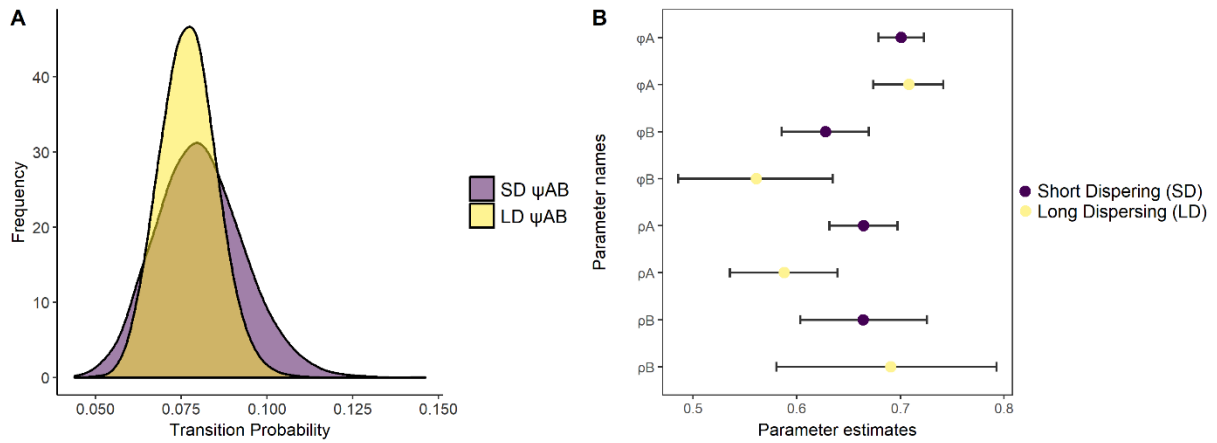 A
Frequency
40
30
20
10
0
0.050 0.075 0.100 0.125 0.150
Transition Probability
SD ψAB
LD ψAB
B
Parameter names
φA
φA
φB
φB
ρA
ρA
ρB
ρB
0.5 0.6 0.7 0.8
Parameter estimates
Short Dispering (SD)
Long Dispersing (LD)